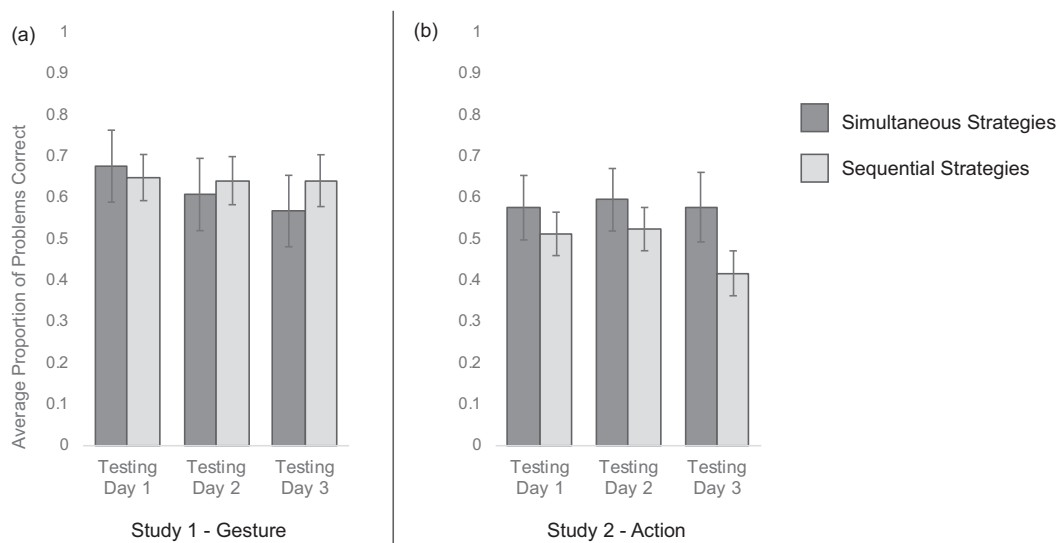 (a)
Average Proportion of Problems Correct
1
0.9
0.8
0.7
0.6
0.5
0.4
0.3
0.2
0.1
0
Testing Day 1
Testing Day 2
Testing Day 3
Study 1 - Gesture
(b)
1
0.9
0.8
0.7
0.6
0.5
0.4
0.3
0.2
0.1
0
Testing Day 1
Testing Day 2
Testing Day 3
Study 2 - Action
Simultaneous Strategies
Sequential Strategies